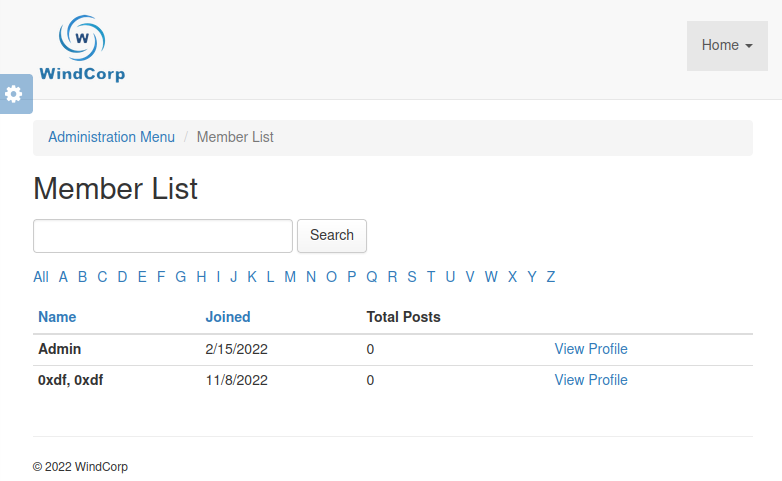 W
WindCorp
Home
Administration Menu / Member List
Member List
Search
All A B C D E F G H I J K L M N O P Q R S T U V W X Y Z
Name Joined Total Posts
Admin 2/15/2022 0 View Profile
0xdf, 0xdf 11/8/2022 0 View Profile
© 2022 WindCorp